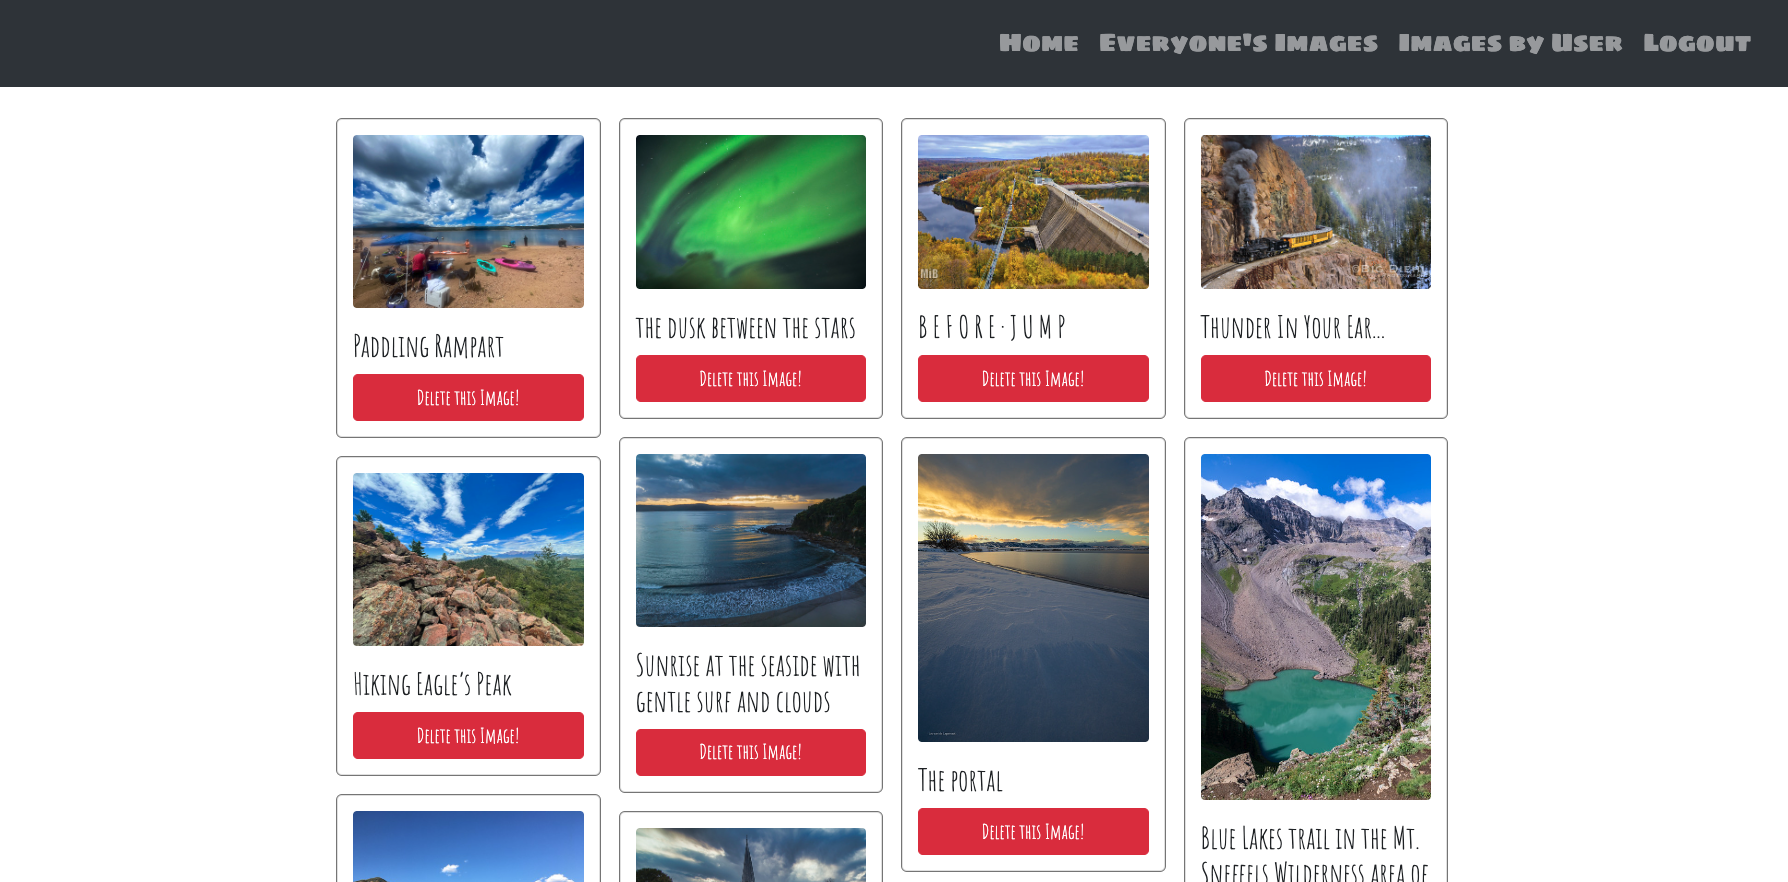 Home Everyone's Images Images by User Logout
Paddling Rampart
Delete this Image!
the dusk between the stars
Delete this Image!
MiB
B E F O R E · J U M P
Delete this Image!
Thunder In Your Ear...
Delete this Image!
Hiking Eagle's Peak
Delete this Image!
Sunrise at the seaside with
gentle surf and clouds
Delete this Image!
The portal
Delete this Image!
Blue Lakes trail in the Mt.
Sneffels Wilderness area of